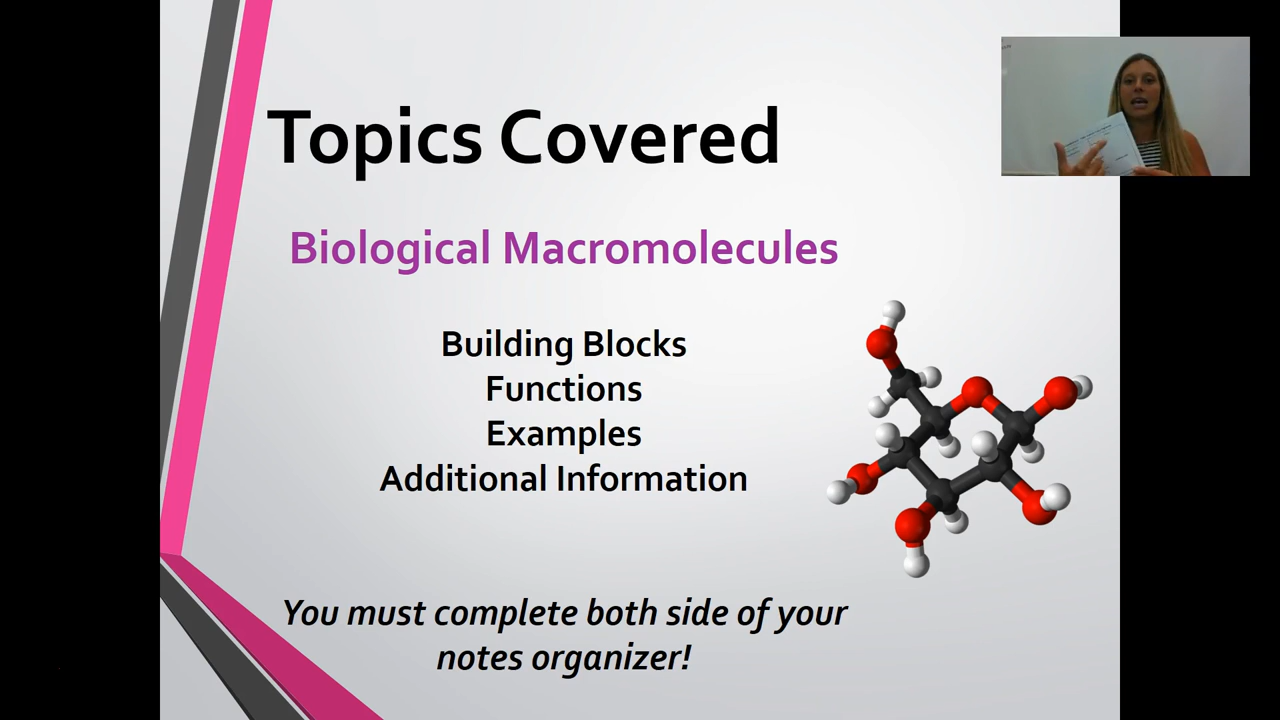 Topics Covered
Biological Macromolecules
Building Blocks
Functions
Examples
Additional Information
You must complete both side of your
notes organizer!